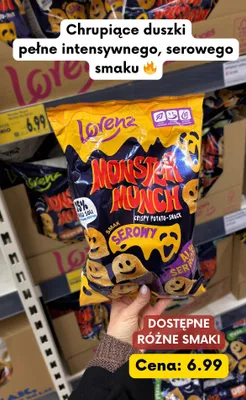 Chrupiące duszki
pełne intensywnego, serowego
smaku 🔥
Lorenz
6.99
Lorenz
MONSTER
MUNCH
CRISPY POTATO-SNACK
SMAK
SEROWY
DOSTĘPNE
RÓŻNE SMAKI
Cena: 6.99